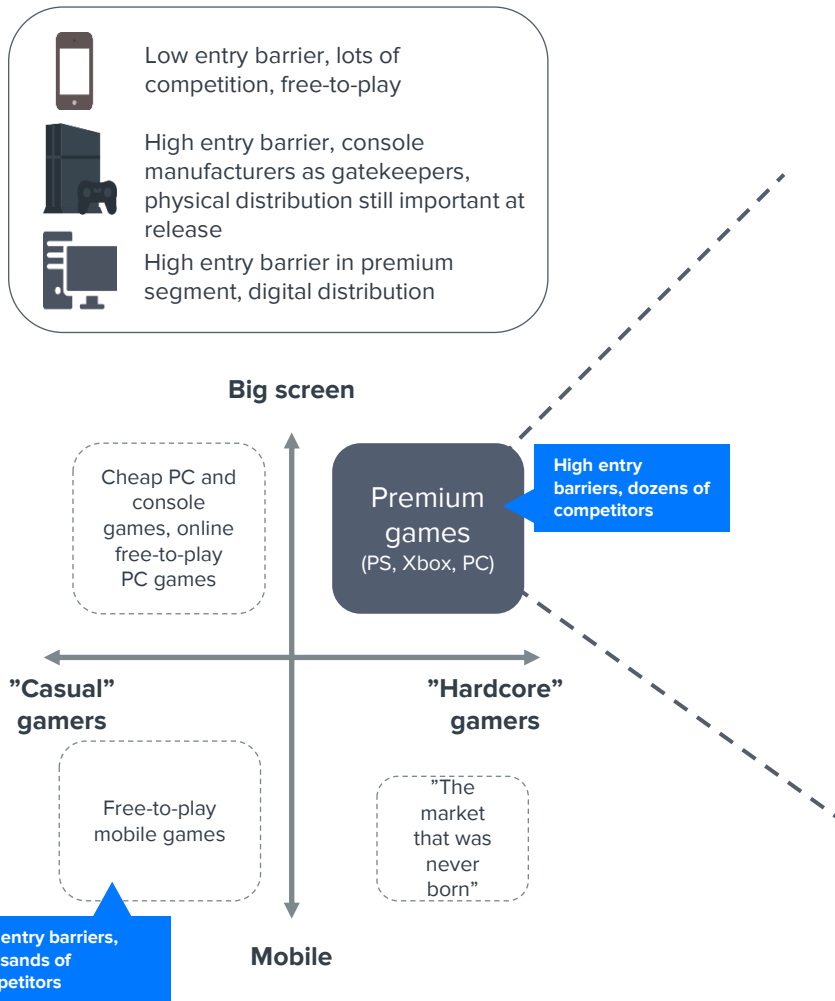 Low entry barrier, lots of
competition, free-to-play
High entry barrier, console
manufacturers as gatekeepers,
physical distribution still important at
release
High entry barrier in premium
segment, digital distribution
Big screen
Cheap PC and
console
games, online
free-to-play
PC games
Premium
games
(PS, Xbox, PC)
High entry
barriers, dozens of
competitors
”Casual”
gamers
”Hardcore”
gamers
Free-to-play
mobile games
”The
market
that was
never
born”
entry barriers,
of
Mobile